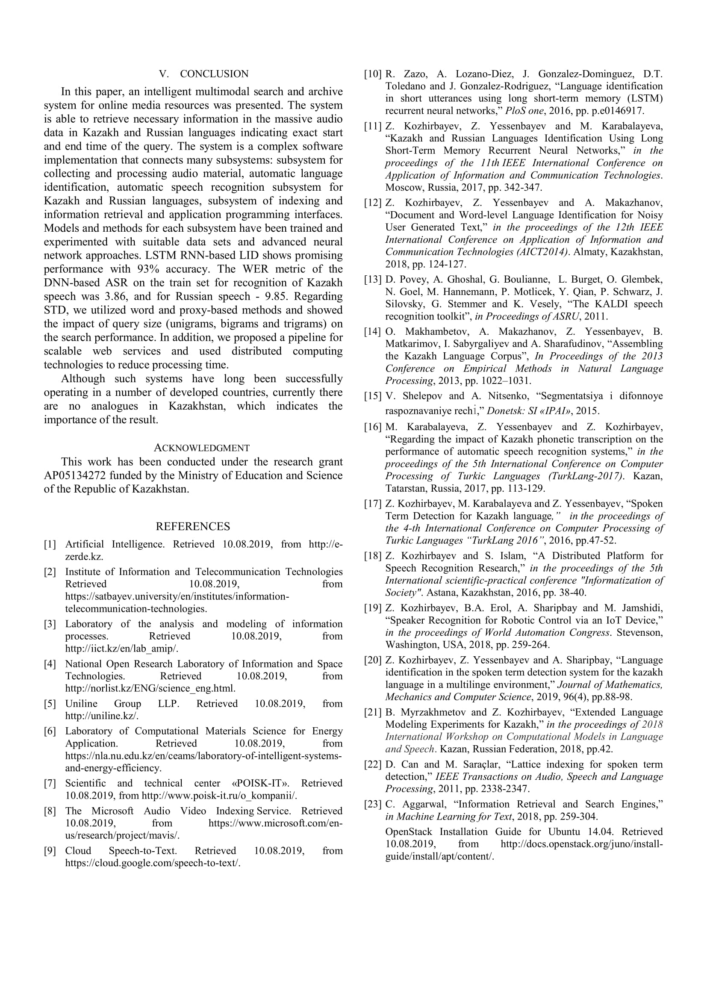 V. CONCLUSION
In this paper, an intelligent multimodal search and archive
system for online media resources was presented. The system
is able to retrieve necessary information in the massive audio
data in Kazakh and Russian languages indicating exact start
and end time of the query. The system is a complex software
implementation that connects many subsystems: subsystem for
collecting and processing audio material, automatic language
identification, automatic speech recognition subsystem for
Kazakh and Russian languages, subsystem of indexing and
information retrieval and application programming interfaces.
Models and methods for each subsystem have been trained and
experimented with suitable data sets and advanced neural
network approaches. LSTM RNN-based LID shows promising
performance with 93% accuracy. The WER metric of the
DNN-based ASR on the train set for recognition of Kazakh
speech was 3.86, and for Russian speech - 9.85. Regarding
STD, we utilized word and proxy-based methods and showed
the impact of query size (unigrams, bigrams and trigrams) on
the search performance. In addition, we proposed a pipeline for
scalable web services and used distributed computing
technologies to reduce processing time.
Although such systems have long been successfully
operating in a number of developed countries, currently there
are no analogues in Kazakhstan, which indicates the
importance of the result.
ACKNOWLEDGMENT
This work has been conducted under the research grant
AP05134272 funded by the Ministry of Education and Science
of the Republic of Kazakhstan.
REFERENCES
[1] Artificial Intelligence. Retrieved 10.08.2019, from http://e-
zerde.kz.
[2] Institute of Information and Telecommunication Technologies
Retrieved 10.08.2019, from
https://satbayev.university/en/institutes/information-
telecommunication-technologies.
[3] Laboratory of the analysis and modeling of information
processes. Retrieved 10.08.2019, from
http://iict.kz/en/lab_amip/.
[4] National Open Research Laboratory of Information and Space
Technologies. Retrieved 10.08.2019, from
http://norlist.kz/ENG/science_eng.html.
[5] Uniline Group LLP. Retrieved 10.08.2019, from
http://uniline.kz/.
[6] Laboratory of Computational Materials Science for Energy
Application. Retrieved 10.08.2019, from
https://nla.nu.edu.kz/en/ceams/laboratory-of-intelligent-systems-
and-energy-efficiency.
[7] Scientific and technical center «POISK-IT». Retrieved
10.08.2019, from http://www.poisk-it.ru/o_kompanii/.
[8] The Microsoft Audio Video Indexing Service. Retrieved
10.08.2019, from https://www.microsoft.com/en-
us/research/project/mavis/.
[9] Cloud Speech-to-Text. Retrieved 10.08.2019, from
https://cloud.google.com/speech-to-text/.
[10] R. Zazo, A. Lozano-Diez, J. Gonzalez-Dominguez, D.T.
Toledano and J. Gonzalez-Rodriguez, “Language identification
in short utterances using long short-term memory (LSTM)
recurrent neural networks,” PloS one, 2016, pp. p.e0146917.
[11] Z. Kozhirbayev, Z. Yessenbayev and M. Karabalayeva,
“Kazakh and Russian Languages Identification Using Long
Short-Term Memory Recurrent Neural Networks,” in the
proceedings of the 11th IEEE International Conference on
Application of Information and Communication Technologies.
Moscow, Russia, 2017, pp. 342-347.
[12] Z. Kozhirbayev, Z. Yessenbayev and A. Makazhanov,
“Document and Word-level Language Identification for Noisy
User Generated Text,” in the proceedings of the 12th IEEE
International Conference on Application of Information and
Communication Technologies (AICT2014). Almaty, Kazakhstan,
2018, pp. 124-127.
[13] D. Povey, A. Ghoshal, G. Boulianne, L. Burget, O. Glembek,
N. Goel, M. Hannemann, P. Motlicek, Y. Qian, P. Schwarz, J.
Silovsky, G. Stemmer and K. Vesely, “The KALDI speech
recognition toolkit”, in Proceedings of ASRU, 2011.
[14] O. Makhambetov, A. Makazhanov, Z. Yessenbayev, B.
Matkarimov, I. Sabyrgaliyev and A. Sharafudinov, “Assembling
the Kazakh Language Corpus”, In Proceedings of the 2013
Conference on Empirical Methods in Natural Language
Processing, 2013, pp. 1022–1031.
[15] V. Shelepov and A. Nitsenko, “Segmentatsiya i difonnoye
raspoznavaniye rechi,” Donetsk: SI «IPAI», 2015.
[16] M. Karabalayeva, Z. Yessenbayev and Z. Kozhirbayev,
“Regarding the impact of Kazakh phonetic transcription on the
performance of automatic speech recognition systems,” in the
proceedings of the 5th International Conference on Computer
Processing of Turkic Languages (TurkLang-2017). Kazan,
Tatarstan, Russia, 2017, pp. 113-129.
[17] Z. Kozhirbayev, M. Karabalayeva and Z. Yessenbayev, “Spoken
Term Detection for Kazakh language,” in the proceedings of
the 4-th International Conference on Computer Processing of
Turkic Languages “TurkLang 2016”, 2016, pp.47-52.
[18] Z. Kozhirbayev and S. Islam, “A Distributed Platform for
Speech Recognition Research,” in the proceedings of the 5th
International scientific-practical conference "Informatization of
Society". Astana, Kazakhstan, 2016, pp. 38-40.
[19] Z. Kozhirbayev, B.A. Erol, A. Sharipbay and M. Jamshidi,
“Speaker Recognition for Robotic Control via an IoT Device,”
in the proceedings of World Automation Congress. Stevenson,
Washington, USA, 2018, pp. 259-264.
[20] Z. Kozhirbayev, Z. Yessenbayev and A. Sharipbay, “Language
identification in the spoken term detection system for the kazakh
language in a multilinge environment,” Journal of Mathematics,
Mechanics and Computer Science, 2019, 96(4), pp.88-98.
[21] B. Myrzakhmetov and Z. Kozhirbayev, “Extended Language
Modeling Experiments for Kazakh,” in the proceedings of 2018
International Workshop on Computational Models in Language
and Speech. Kazan, Russian Federation, 2018, pp.42.
[22] D. Can and M. Saraçlar, “Lattice indexing for spoken term
detection,” IEEE Transactions on Audio, Speech and Language
Processing, 2011, pp. 2338-2347.
[23] C. Aggarwal, “Information Retrieval and Search Engines,”
in Machine Learning for Text, 2018, pp. 259-304.
OpenStack Installation Guide for Ubuntu 14.04. Retrieved
10.08.2019, from http://docs.openstack.org/juno/install-
guide/install/apt/content/.